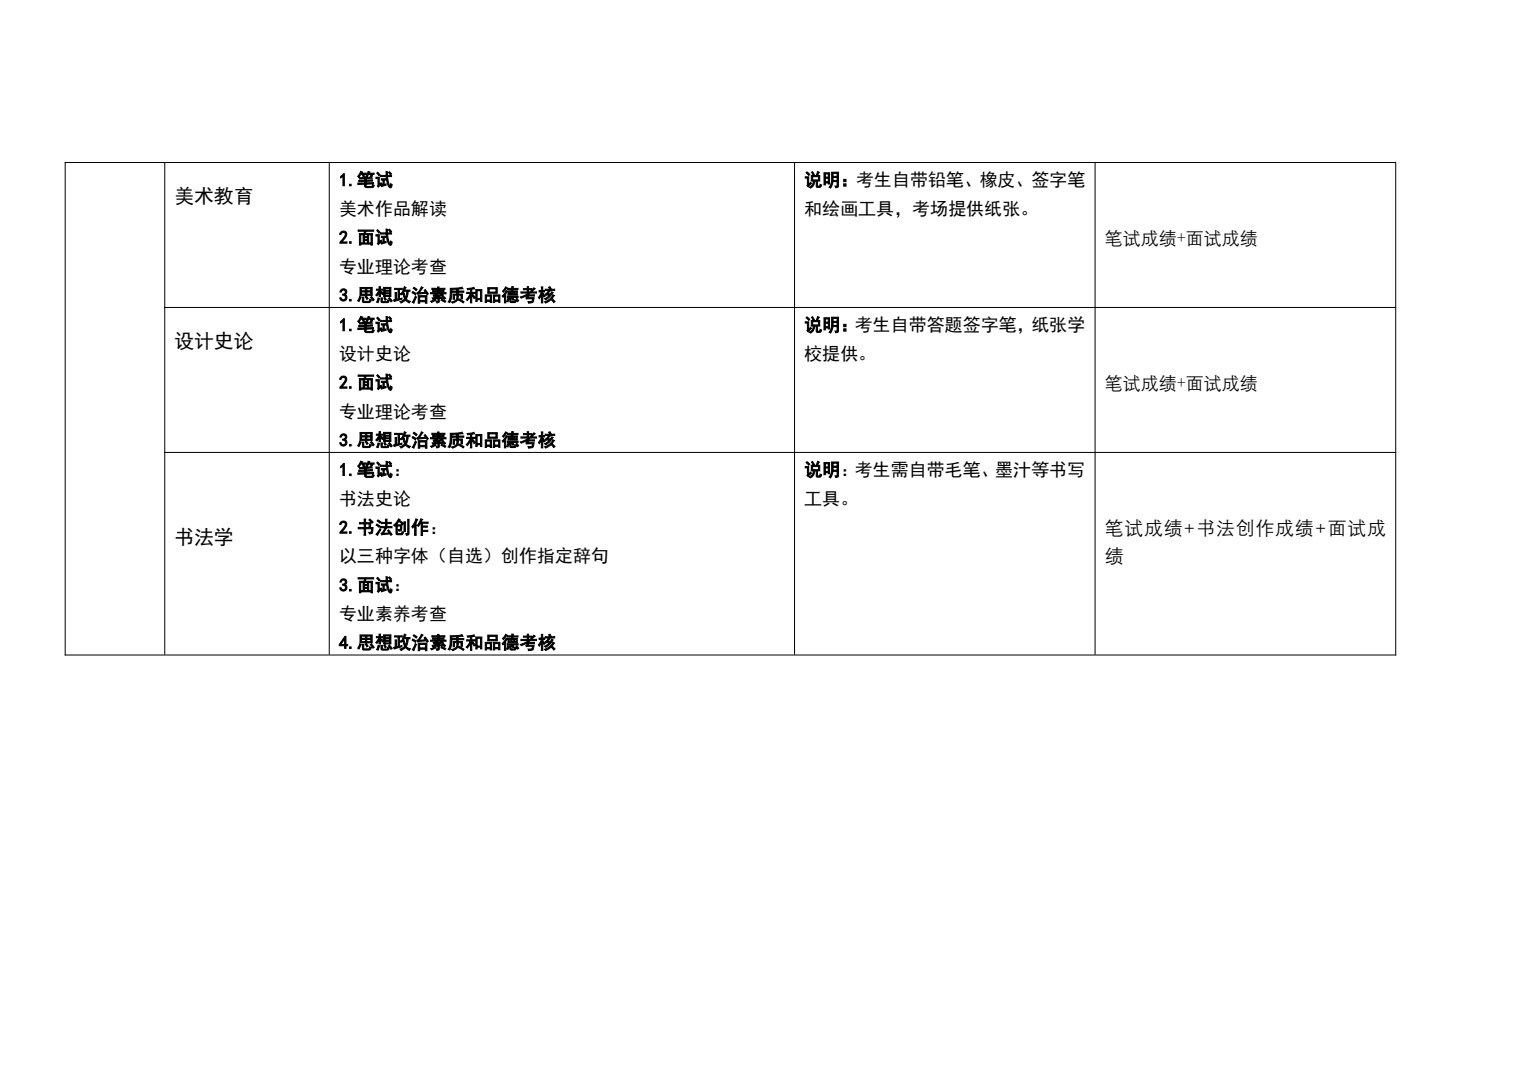 美术教育
1.笔试
美术作品解读
2.面试
专业理论考查
3.思想政治素质和品德考核
说明：考生自带铅笔、橡皮、签字笔
和绘画工具，考场提供纸张。
笔试成绩+面试成绩
设计史论
1.笔试
设计史论
2.面试
专业理论考查
3.思想政治素质和品德考核
说明：考生自带答题签字笔，纸张学
校提供。
笔试成绩+面试成绩
书法学
1.笔试：
书法史论
2.书法创作：
以三种字体（自选）创作指定辞句
3.面试：
专业素养考查
4.思想政治素质和品德考核
说明：考生需自带毛笔、墨汁等书写
工具。
笔试成绩+书法创作成绩+面试成
绩